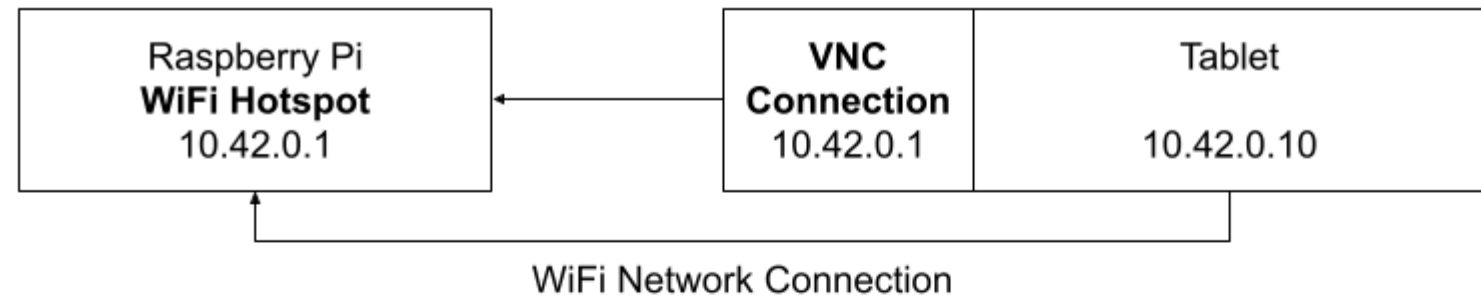 Raspberry Pi
WiFi Hotspot
10.42.0.1
VNC
Connection
10.42.0.1
Tablet
10.42.0.10
WiFi Network Connection